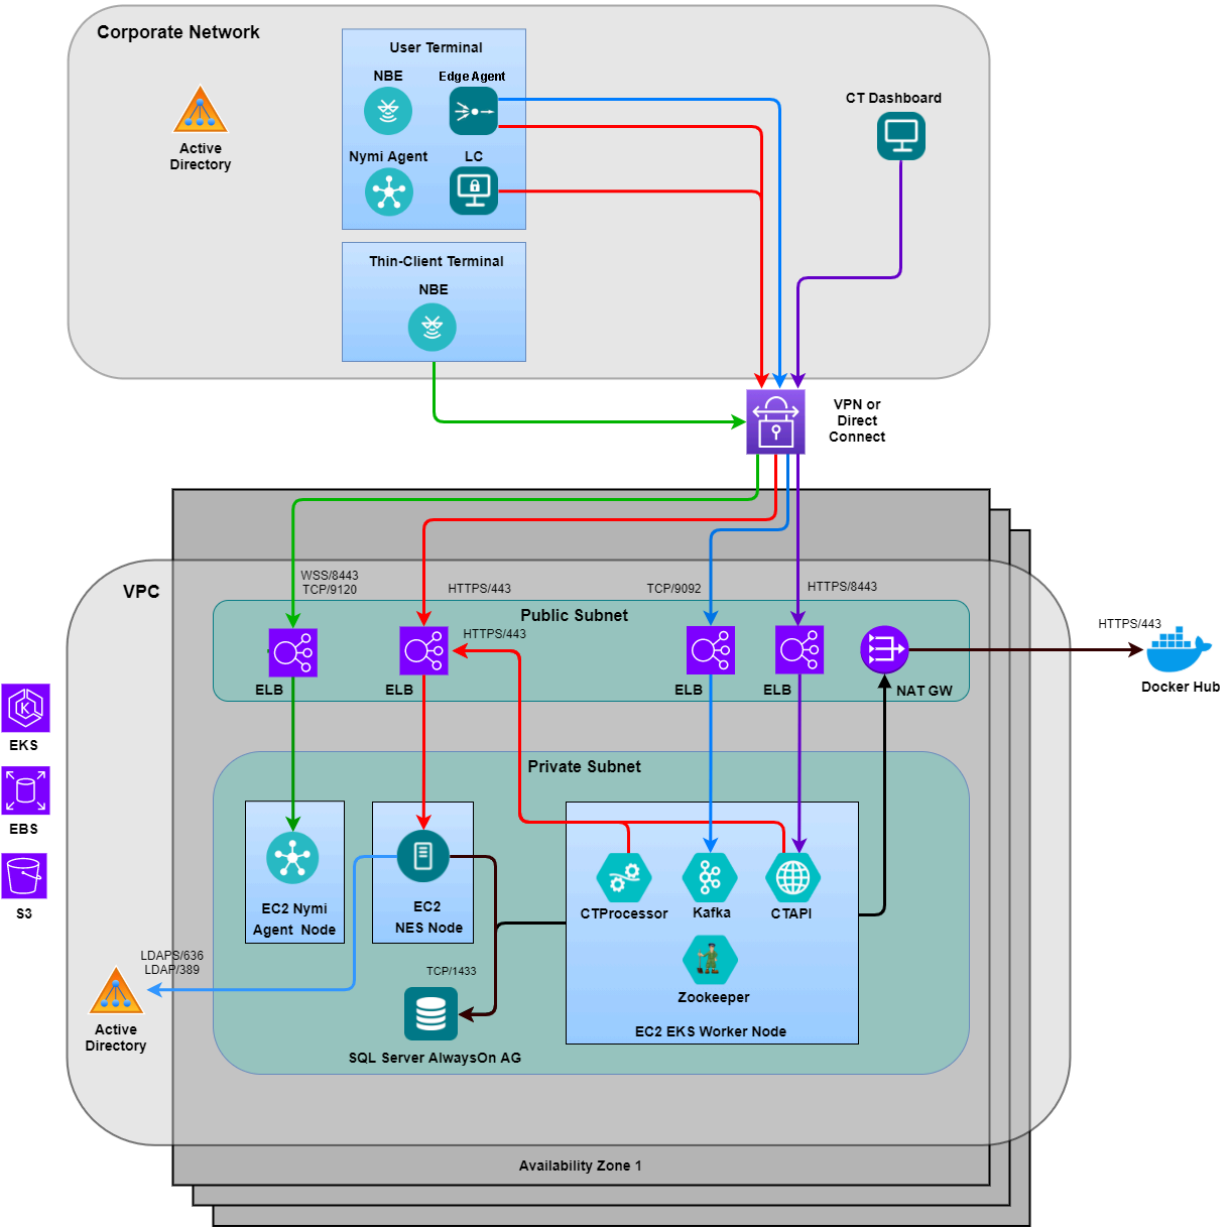 Corporate Network
User Terminal
NBE
Edge Agent
Nymi Agent
LC
Active
Directory
CT Dashboard
Thin-Client Terminal
NBE
VPN or
Direct
Connect
VPC
WSS/8443
TCP/9120
HTTPS/443
TCP/9092
HTTPS/8443
Public Subnet
HTTPS/443
HTTPS/443
ELB
ELB
ELB
ELB
NAT GW
Docker Hub
EKS
EBS
S3
Private Subnet
EC2 Nymi
Agent Node
EC2
NES Node
CTProcessor
Kafka
CTAPI
Zookeeper
EC2 EKS Worker Node
LDAPS/636
LDAP/389
TCP/1433
Active
Directory
SQL Server AlwaysOn AG
Availability Zone 1